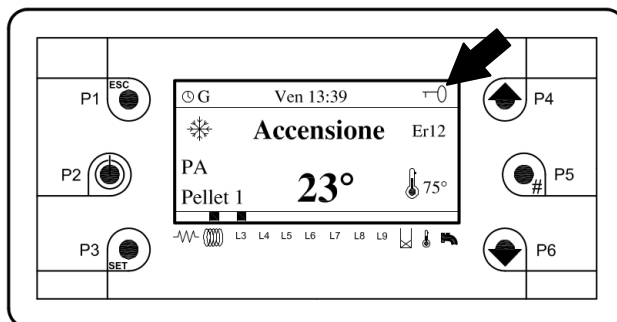 ESC
P1
P2
P3
SET
G Ven 13:39
Accensione Er12
PA
Pellet 1 23° 75°
L3 L4 L5 L6 L7 L8 L9
P4
P5
#
P6